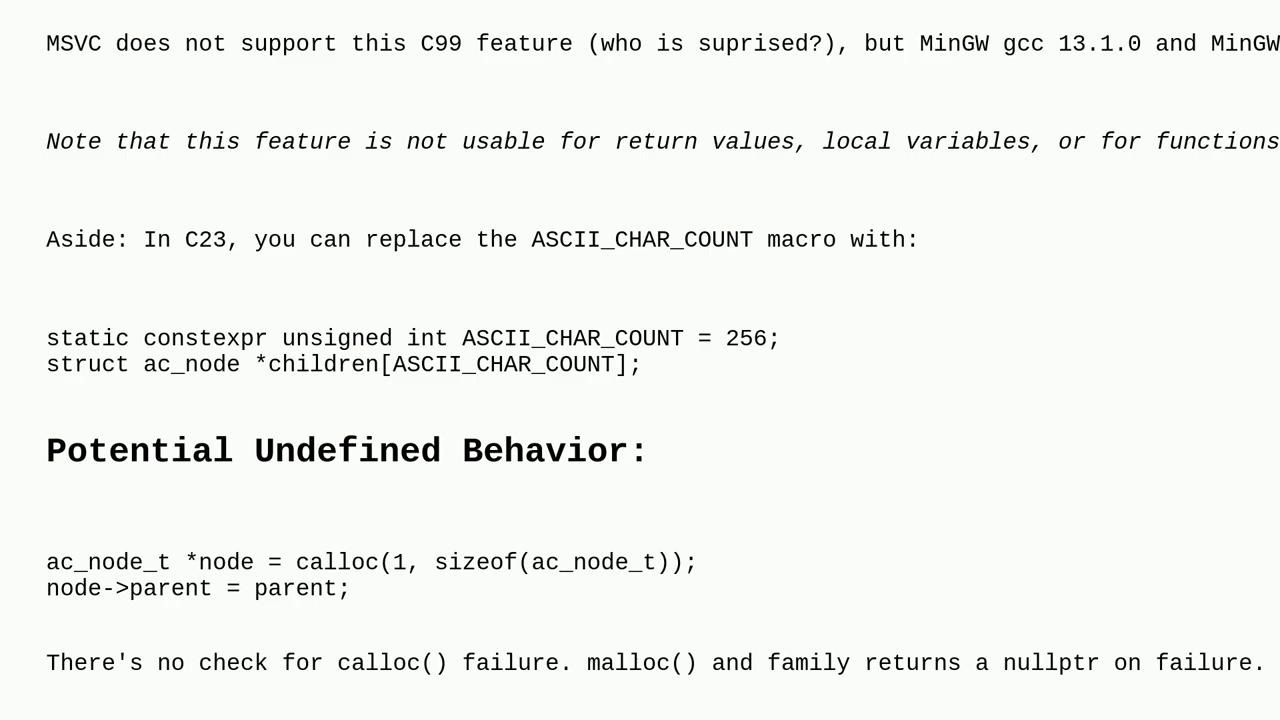 MSVC does not support this C99 feature (who is suprised?), but MinGW gcc 13.1.0 and MinGW
Note that this feature is not usable for return values, local variables, or for functions
Aside: In C23, you can replace the ASCII_CHAR_COUNT macro with:
static constexpr unsigned int ASCII_CHAR_COUNT = 256;
struct ac_node *children[ASCII_CHAR_COUNT];
Potential Undefined Behavior:
ac_node_t *node = calloc(1, sizeof(ac_node_t));
node->parent = parent;
There's no check for calloc() failure. malloc() and family returns a nullptr on failure.